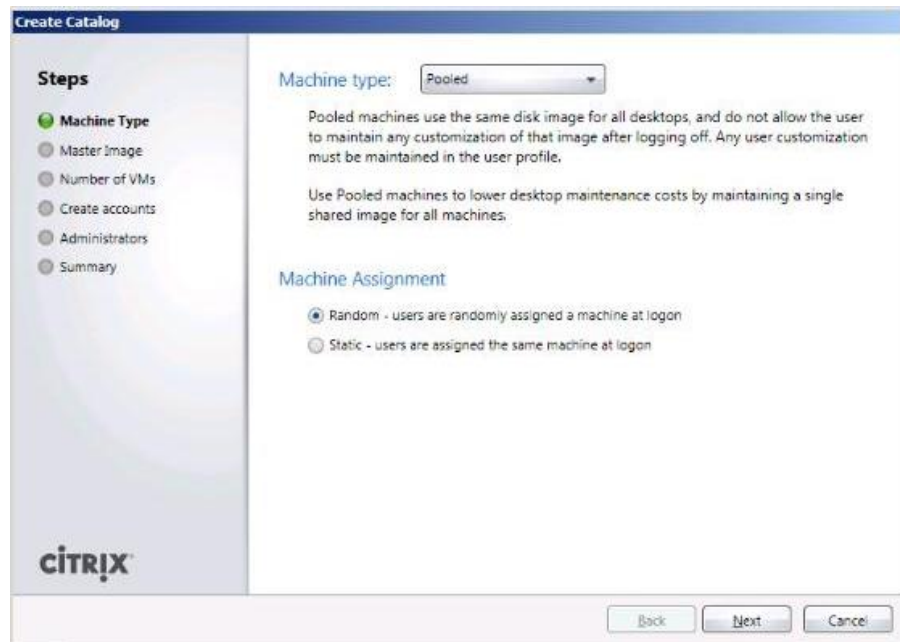 Create Catalog
Steps
Machine Type
Master Image
Number of VMs
Create accounts
Administrators
Summary
Machine type: Pooled
Pooled machines use the same disk image for all desktops, and do not allow the user
to maintain any customization of that image after logging off. Any user customization
must be maintained in the user profile.
Use Pooled machines to lower desktop maintenance costs by maintaining a single
shared image for all machines.
Machine Assignment
Random - users are randomly assigned a machine at logon
Static - users are assigned the same machine at logon
CİTRIX
Back Next Cancel